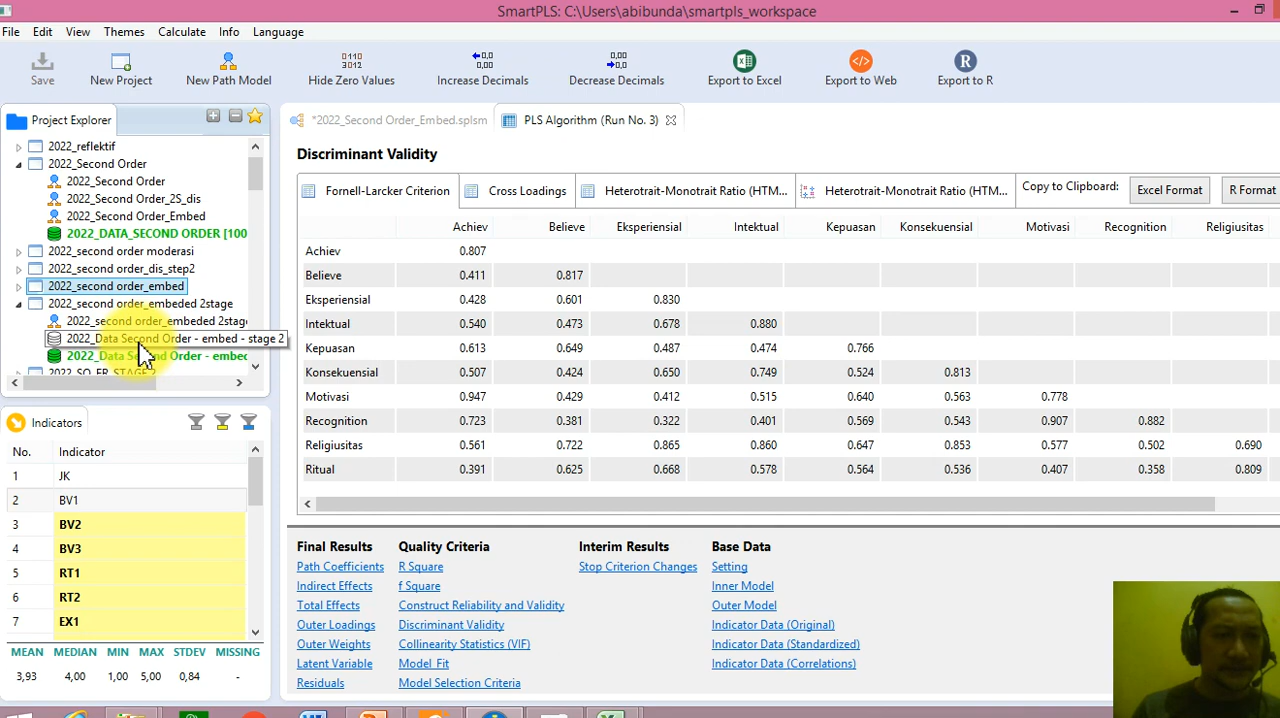 SmartPLS: C:\Users\abibunda\smartpls_workspace
File Edit View Themes Calculate Info Language
Save New Project New Path Model Hide Zero Values Increase Decimals Decrease Decimals Export to Excel Export to Web Export to R
Project Explorer
2022_reflektif
2022_Second Order
2022_Second Order
2022_Second Order_2S_dis
2022_Second Order_Embed
2022_DATA_SECOND ORDER [100
2022_second order moderasi
2022_second order_dis_step2
2022_second order_embed
2022_second order_embeded 2stage
2022_second order_embeded 2stag
2022_Data Second Order - embed - stage 2
2022_Data Second Order - embec
2022_SO_ER_STAGE 2
Indicators
No. Indicator
1 JK
2 BV1
3 BV2
4 BV3
5 RT1
6 RT2
7 EX1
MEAN MEDIAN MIN MAX STDEV MISSING
3,93 4,00 1,00 5,00 0,84 -
*2022_Second Order_Embed.splsm PLS Algorithm (Run No. 3)
Discriminant Validity
Fornell-Larcker Criterion Cross Loadings Heterotrait-Monotrait Ratio (HTM... Heterotrait-Monotrait Ratio (HTM... Copy to Clipboard: Excel Format R Format
Achiev Believe Eksperiensial Intektual Kepuasan Konsekuensial Motivasi Recognition Religiusitas
Achiev 0.807
Believe 0.411 0.817
Eksperiensial 0.428 0.601 0.830
Intektual 0.540 0.473 0.678 0.880
Kepuasan 0.613 0.649 0.487 0.474 0.766
Konsekuensial 0.507 0.424 0.650 0.749 0.524 0.813
Motivasi 0.947 0.429 0.412 0.515 0.640 0.563 0.778
Recognition 0.723 0.381 0.322 0.401 0.569 0.543 0.907 0.882
Religiusitas 0.561 0.722 0.865 0.860 0.647 0.853 0.577 0.502 0.690
Ritual 0.391 0.625 0.668 0.578 0.564 0.536 0.407 0.358 0.809
Final Results Quality Criteria Interim Results Base Data
Path Coefficients R Square Stop Criterion Changes Setting
Indirect Effects f Square Inner Model
Total Effects Construct Reliability and Validity Outer Model
Outer Loadings Discriminant Validity Indicator Data (Original)
Outer Weights Collinearity Statistics (VIF) Indicator Data (Standardized)
Latent Variable Model_Fit Indicator Data (Correlations)
Residuals Model Selection Criteria